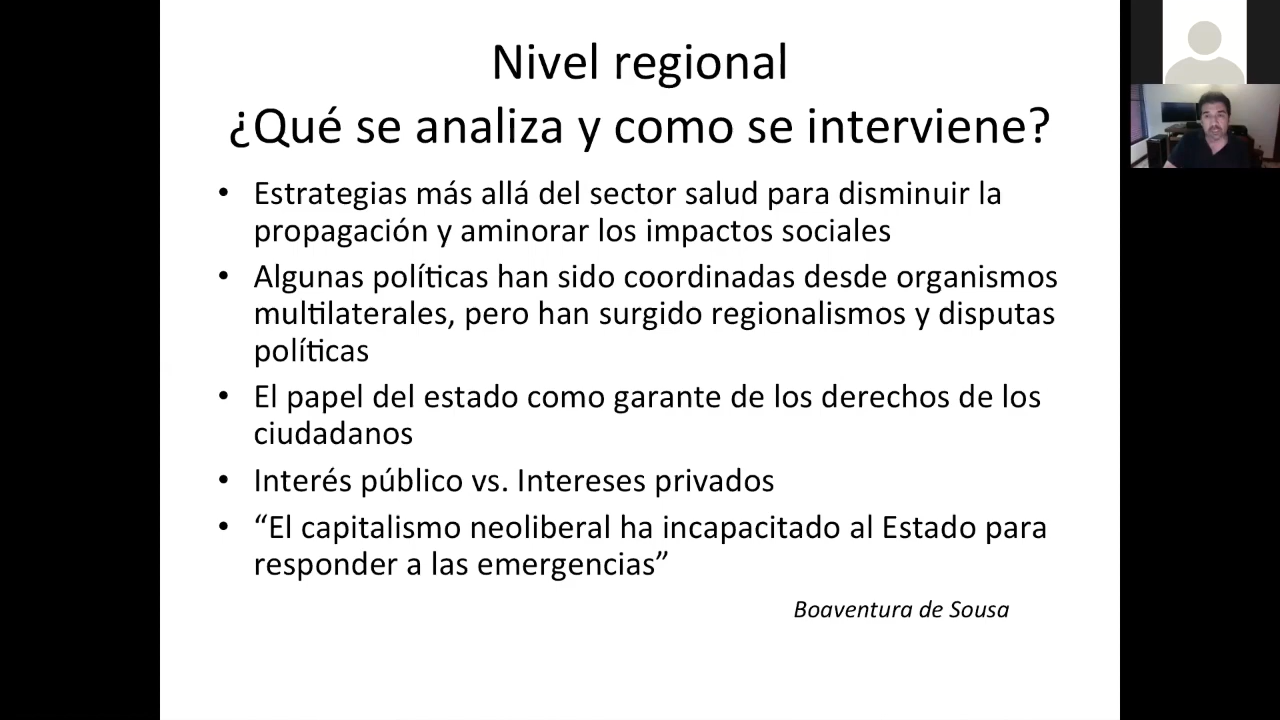 Nivel regional
¿Qué se analiza y como se interviene?
• Estrategias más allá del sector salud para disminuir la
propagación y aminorar los impactos sociales
• Algunas políticas han sido coordinadas desde organismos
multilaterales, pero han surgido regionalismos y disputas
políticas
• El papel del estado como garante de los derechos de los
ciudadanos
• Interés público vs. Intereses privados
• “El capitalismo neoliberal ha incapacitado al Estado para
responder a las emergencias”
Boaventura de Sousa